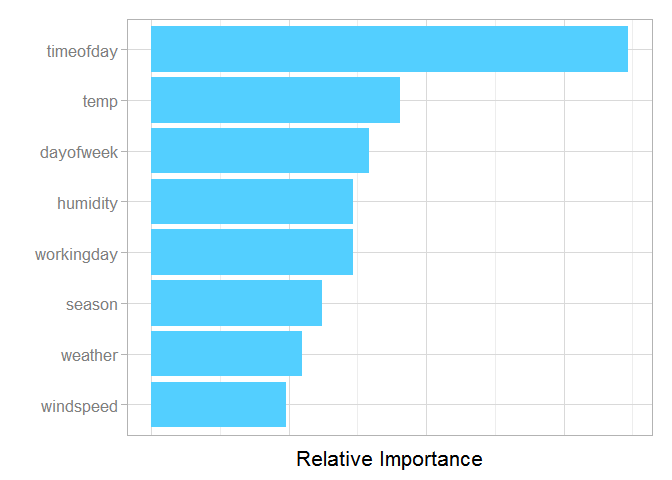 timeofday
temp
dayofweek
humidity
workingday
season
weather
windspeed
Relative Importance